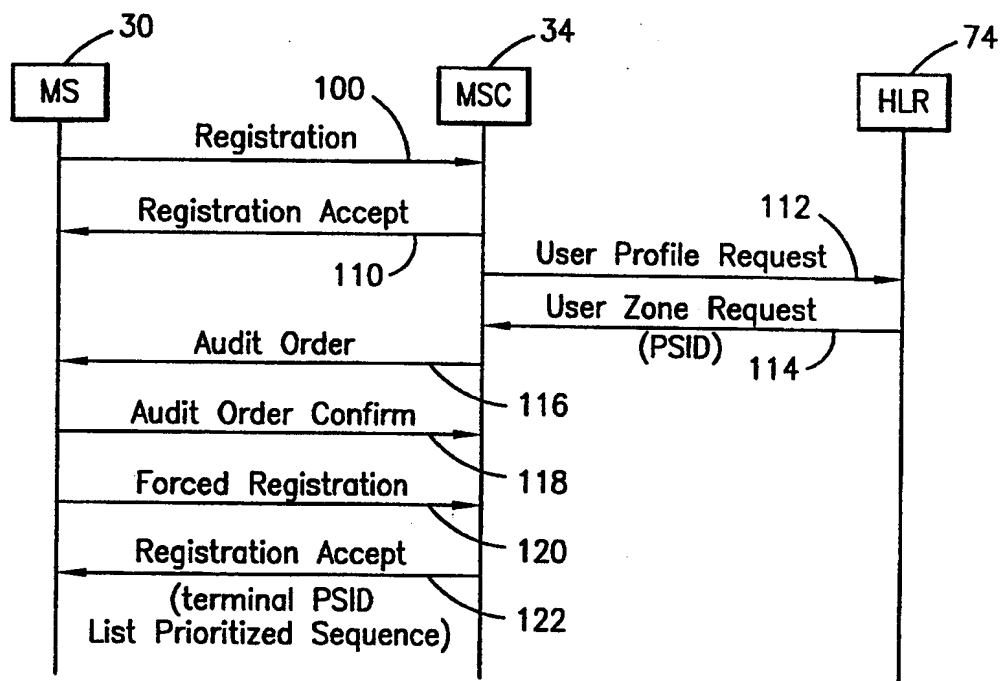 30
34
74
MS
MSC
HLR
100
Registration
Registration Accept
110
112
User Profile Request
User Zone Request
(PSID)
114
Audit Order
116
Audit Order Confirm
118
Forced Registration
120
Registration Accept
(terminal PSID
List Prioritized Sequence)
122